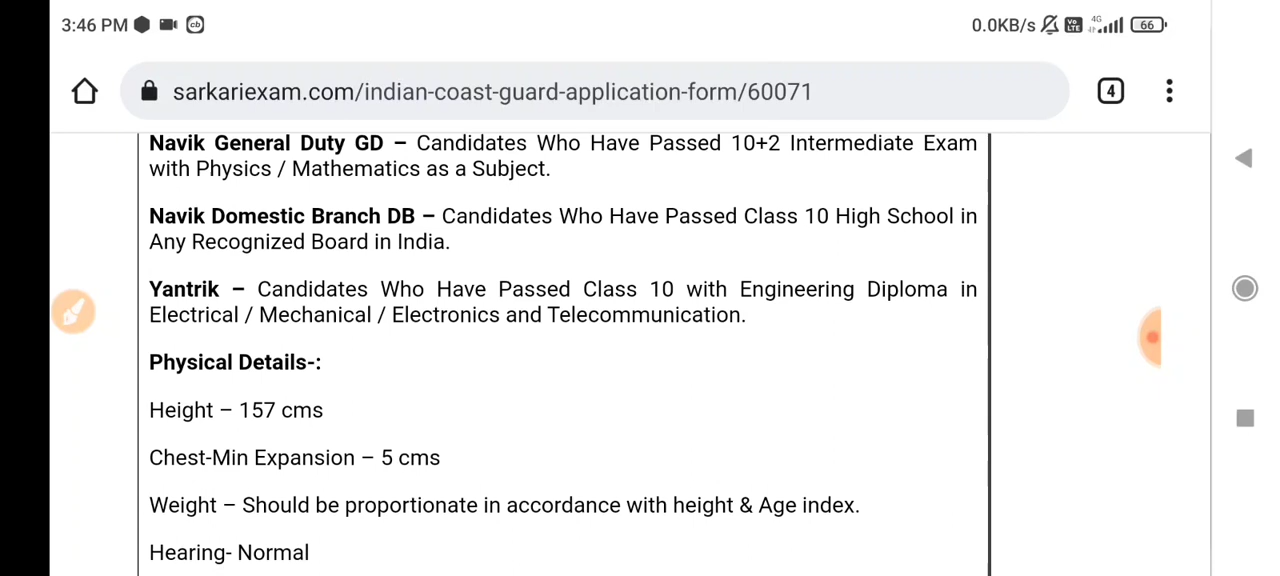 3:46 PM
0.0KB/s Vo LTE 4G 66
sarkariexam.com/indian-coast-guard-application-form/60071
4
Navik General Duty GD – Candidates Who Have Passed 10+2 Intermediate Exam
with Physics / Mathematics as a Subject.
Navik Domestic Branch DB – Candidates Who Have Passed Class 10 High School in
Any Recognized Board in India.
Yantrik – Candidates Who Have Passed Class 10 with Engineering Diploma in
Electrical / Mechanical / Electronics and Telecommunication.
Physical Details-:
Height – 157 cms
Chest-Min Expansion – 5 cms
Weight – Should be proportionate in accordance with height & Age index.
Hearing- Normal